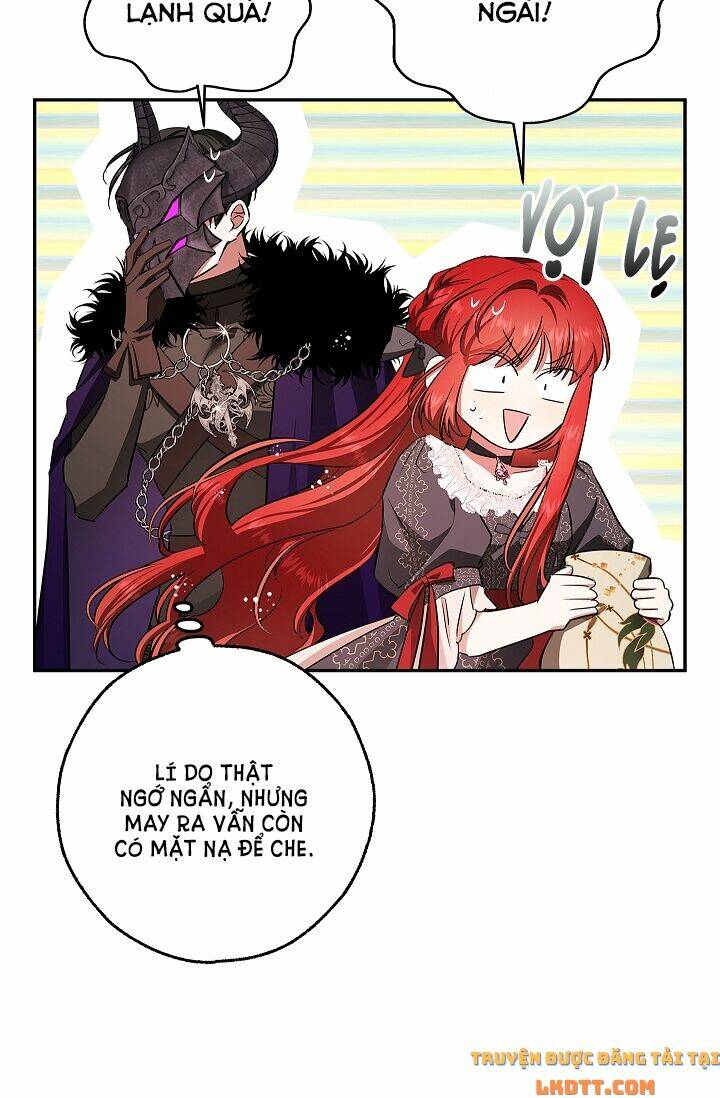 LẠNH QUÁ!
NGÀI!
VỌT LẸ
LÍ DO THẬT
NGỚ NGẨN, NHƯNG
MAY RA VẪN CÒN
CÓ MẶT NẠ ĐỂ CHE.
TRUYỆN ĐƯỢC ĐĂNG TẢI TẠI
LKDTT.COM